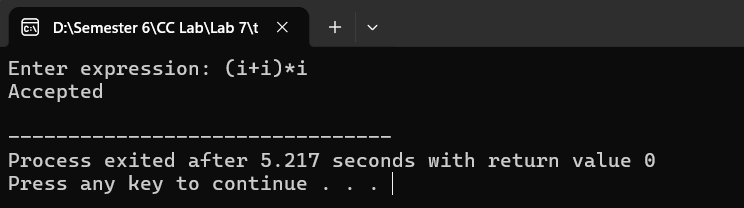 D:\Semester 6\CC Lab\Lab 7\t
Enter expression: (i+i)*i
Accepted
--------------------------------
Process exited after 5.217 seconds with return value 0
Press any key to continue . . .